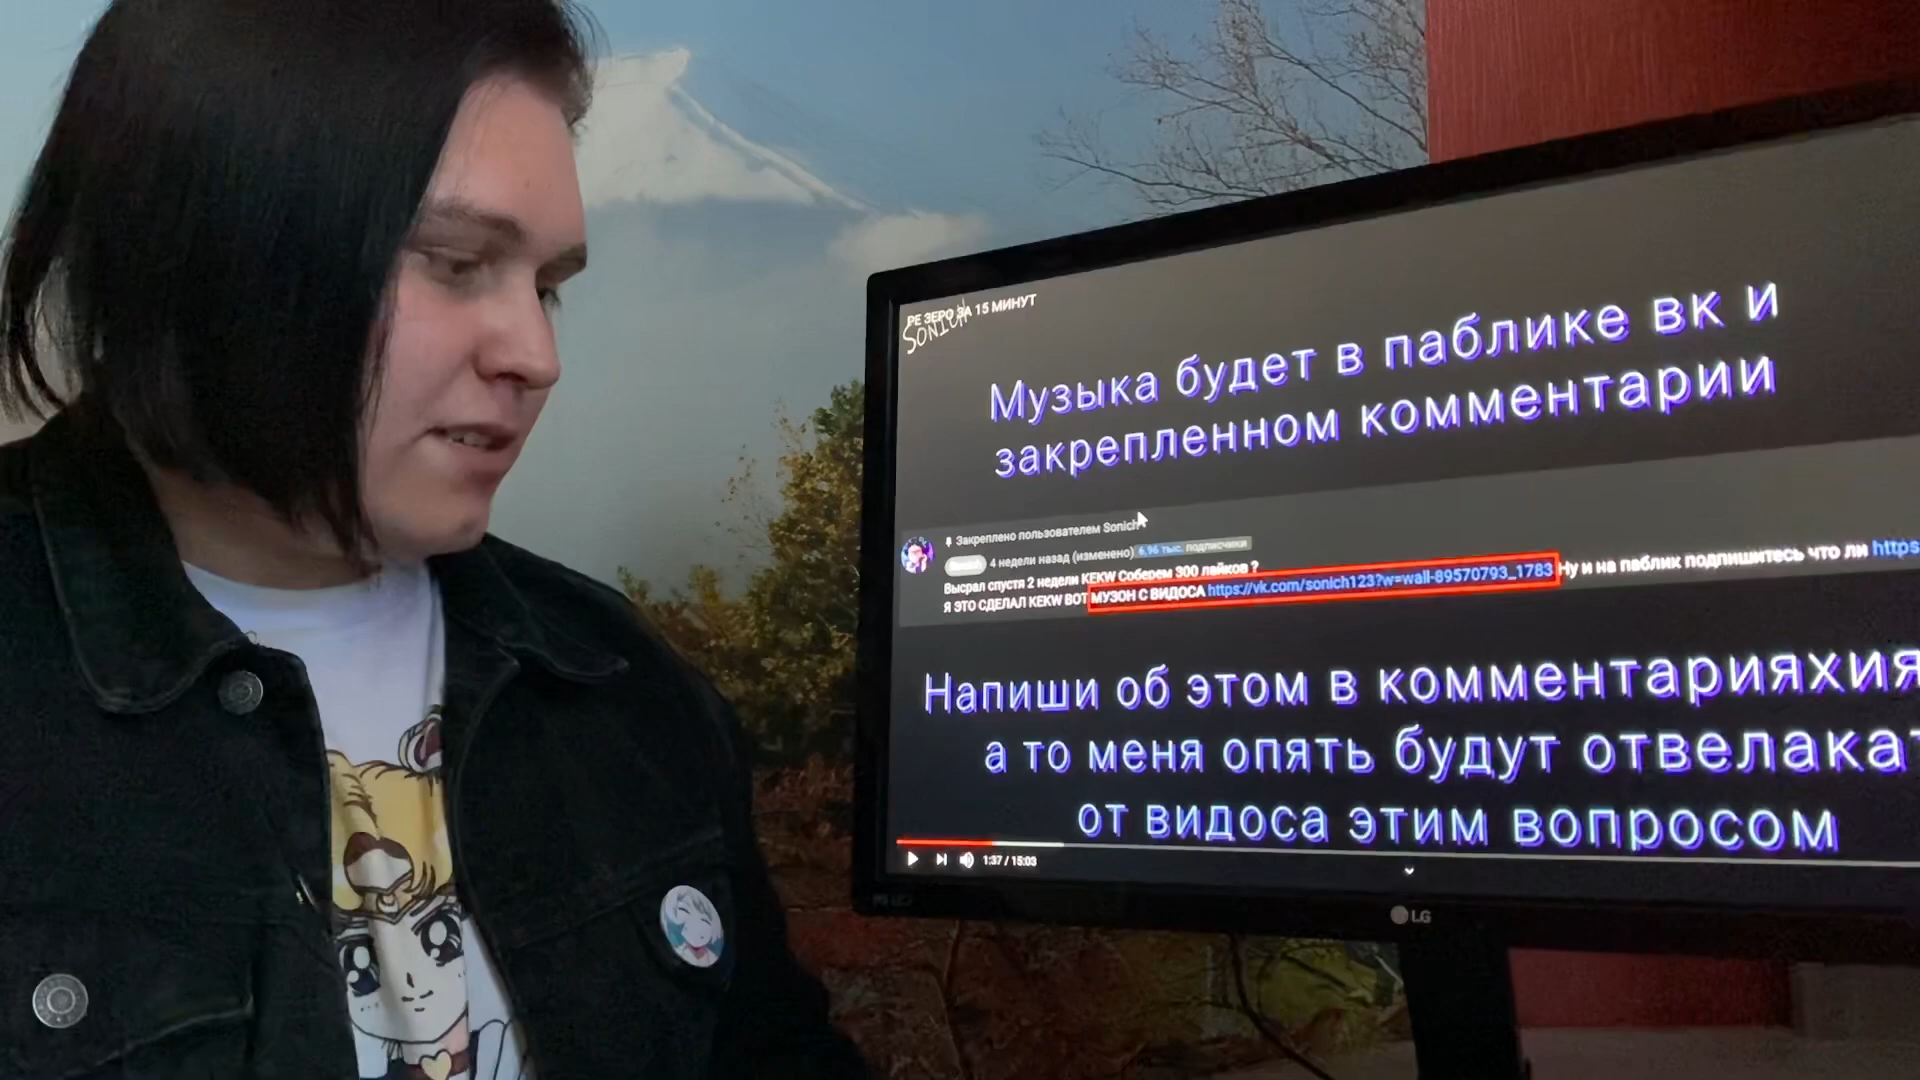 РЕ ЗЕРО ЗА 15 МИНУТ
SONICH
Музыка будет в паблике вк и
закрепленном комментарии
Закреплено пользователем Sonich
4 недели назад (изменено) 6,96 тыс. подписчики
Высрал спустя 2 недели KEKW Соберем 300 лайков ?
Я ЭТО СДЕЛАЛ KEKW ВОТ МУЗОН С ВИДОСА https://vk.com/sonich123?w=wall-89570793_1783 Ну и на паблик подпишитесь что ли https
Напиши об этом в комментарияхия
а то меня опять будут отвелакат
от видоса этим вопросом
1:37 / 15:03
LG